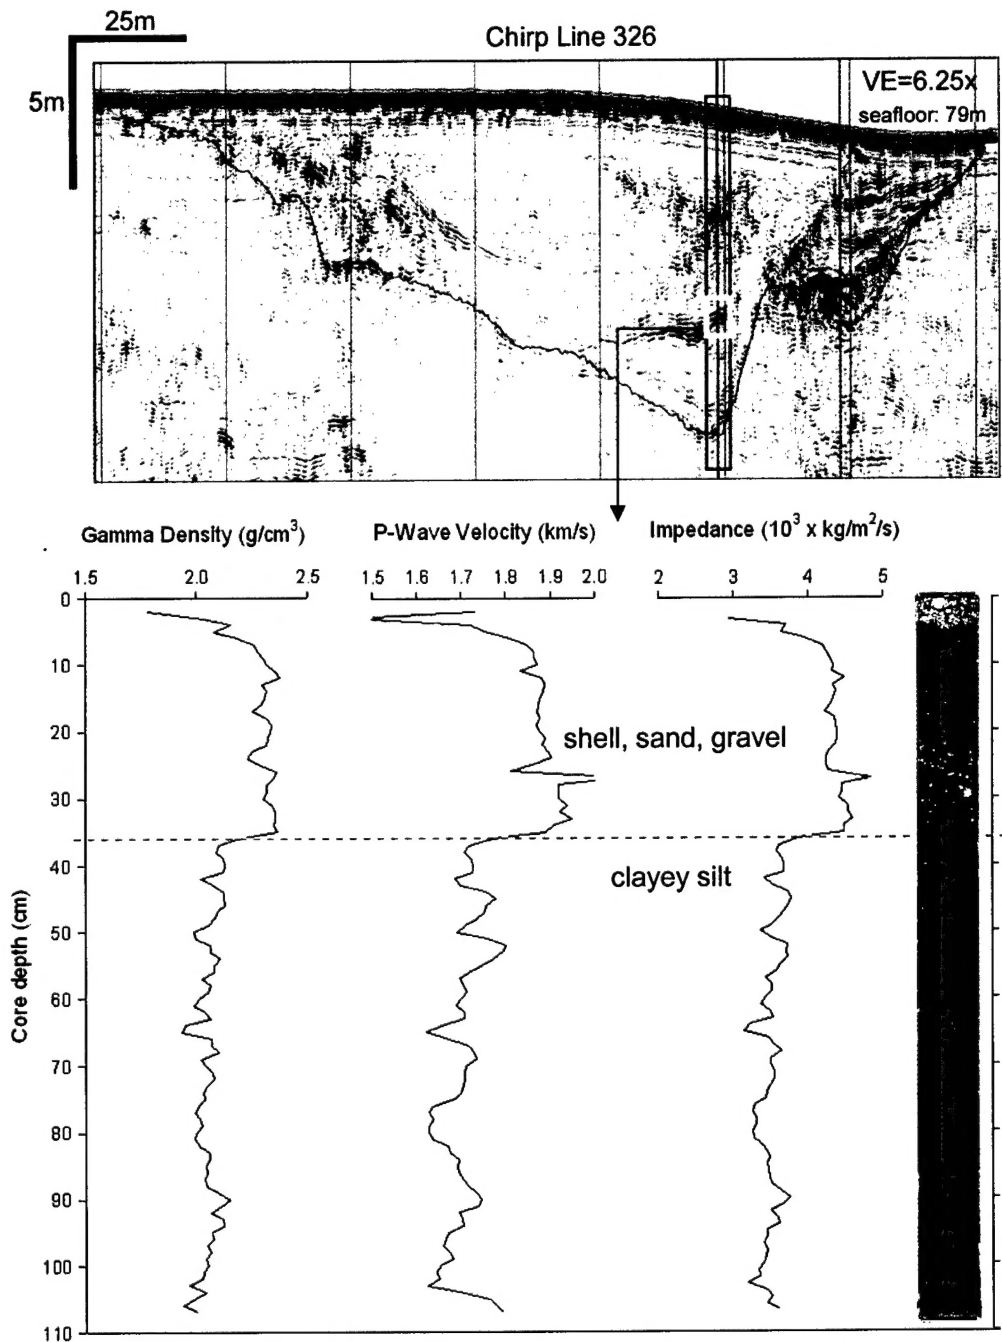 25m
Chirp Line 326
5m
VE=6.25x
seafloor: 79m
Gamma Density (g/cm³)
P-Wave Velocity (km/s)
Impedance (10³ x kg/m²/s)
1.5 2.0 2.5
1.5 1.6 1.7 1.8 1.9 2.0
2 3 4 5
0
10
20
shell, sand, gravel
30
40
clayey silt
50
Core depth (cm)
60
70
80
90
100
110